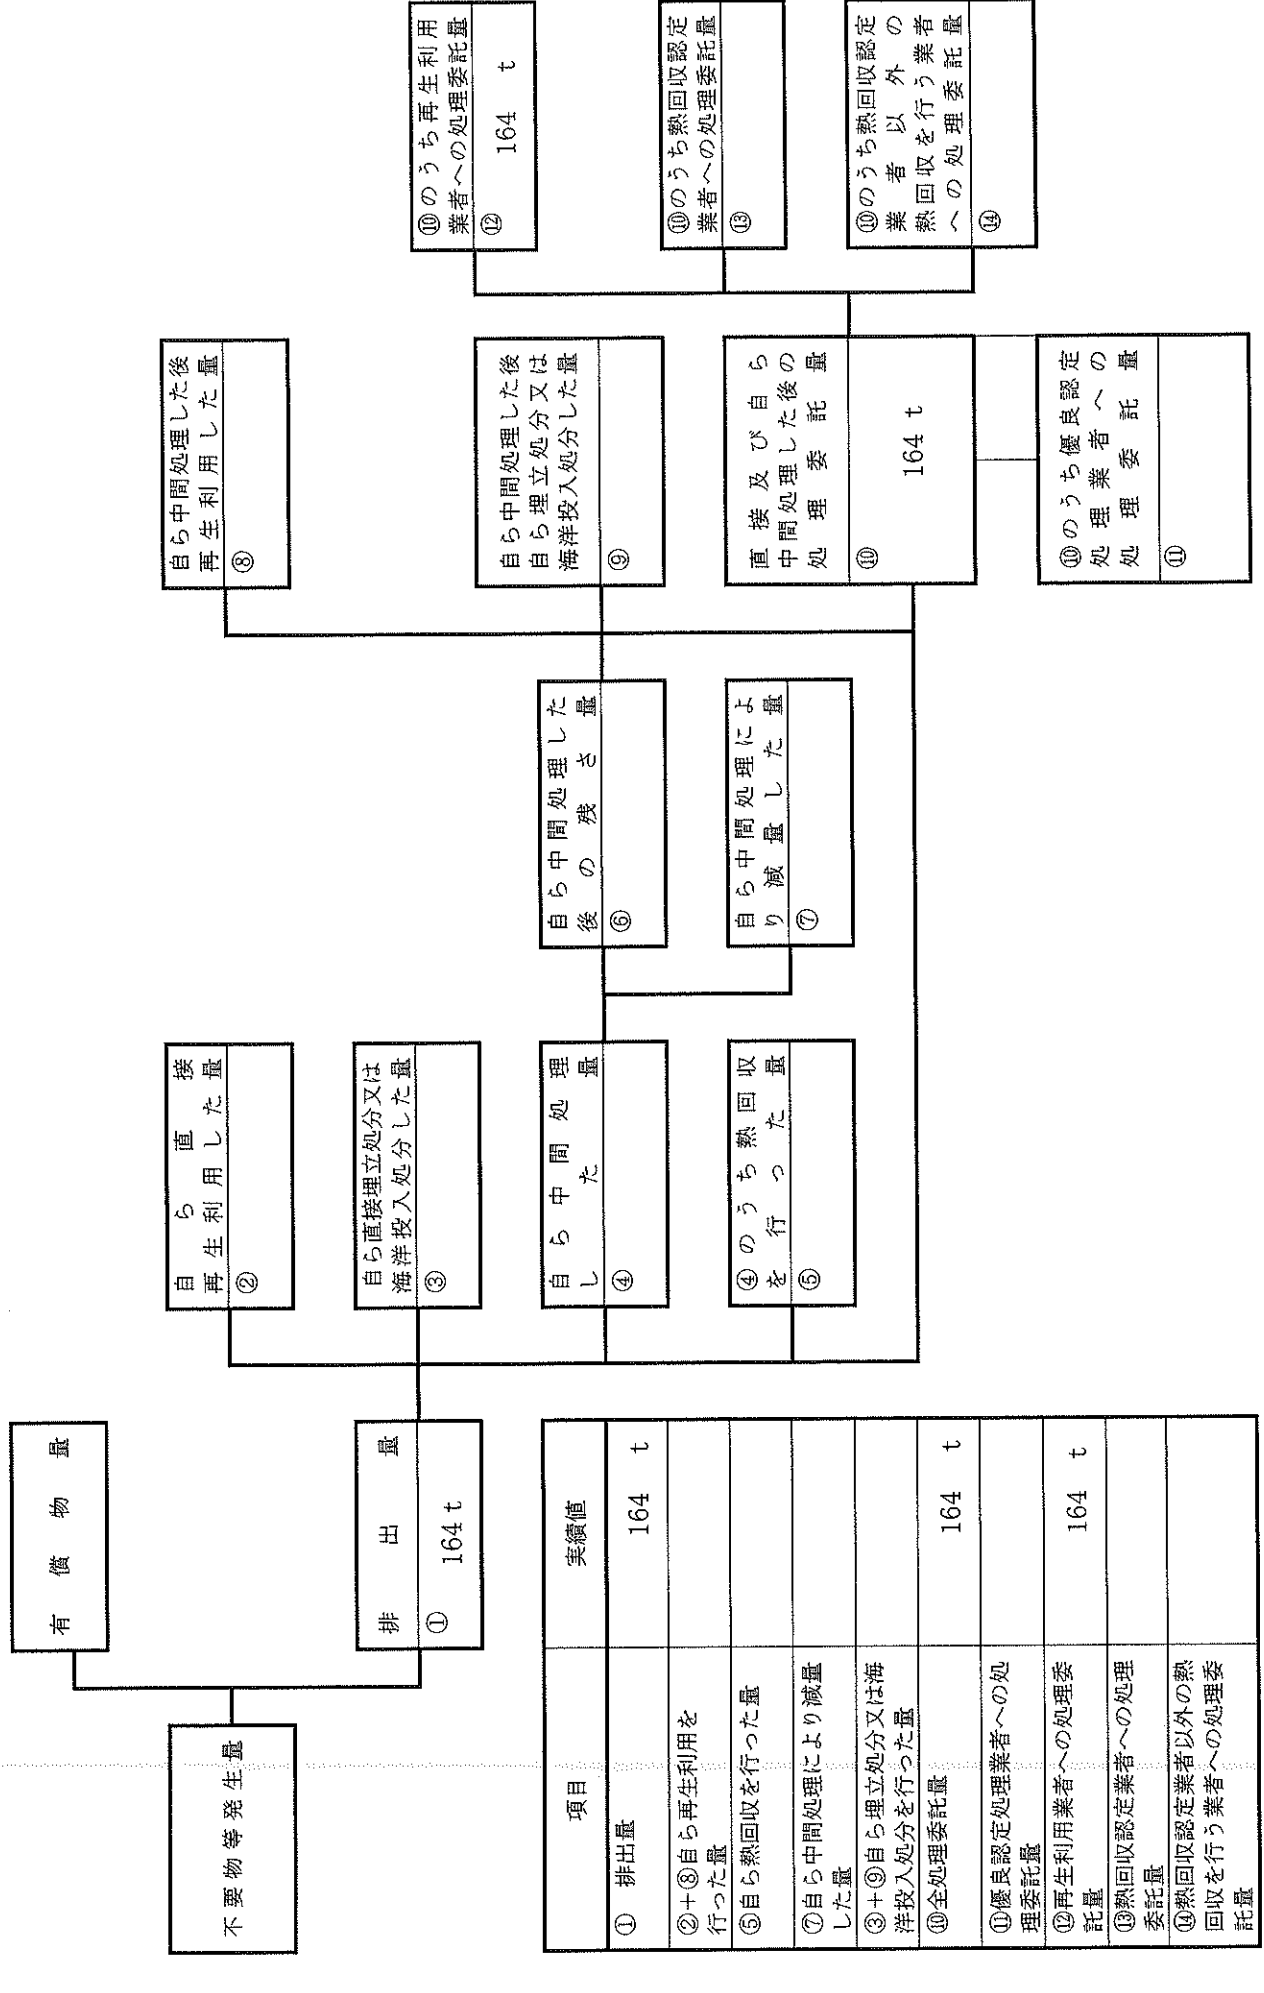 不要物等発生量
有償物量
排出量
①
164 t
自ら直接
再生利用した量
②
自ら直接埋立処分又は
海洋投入処分した量
③
自ら中間処理
した量
④
④のうち熱回収
を行った量
⑤
自ら中間処理した
後の残さ量
⑥
自ら中間処理によ
り減量した量
⑦
自ら中間処理した後
再生利用した量
⑧
自ら中間処理した後
自ら埋立処分又は
海洋投入処分した量
⑨
直接及び自ら
中間処理した後の
処理委託量
⑩
164 t
⑩のうち優良認定
処理業者への
処理委託量
⑪
⑩のうち再生利用
業者への処理委託量
⑫
164 t
⑩のうち熱回収認定
業者への処理委託量
⑬
⑩のうち熱回収認定
業者以外の
熱回収を行う業者
への処理委託量
⑭
項目 実績値
① 排出量 164 t
②+⑧自ら再生利用を
行った量
⑤自ら熱回収を行った量
⑦自ら中間処理により減量
した量
③+⑨自ら埋立処分又は海
洋投入処分を行った量
⑩全処理委託量 164 t
⑪優良認定処理業者への処
理委託量
⑫再生利用業者への処理委
託量 164 t
⑬熱回収認定業者への処理
委託量
⑭熱回収認定業者以外の熱
回収を行う業者への処理委
託量